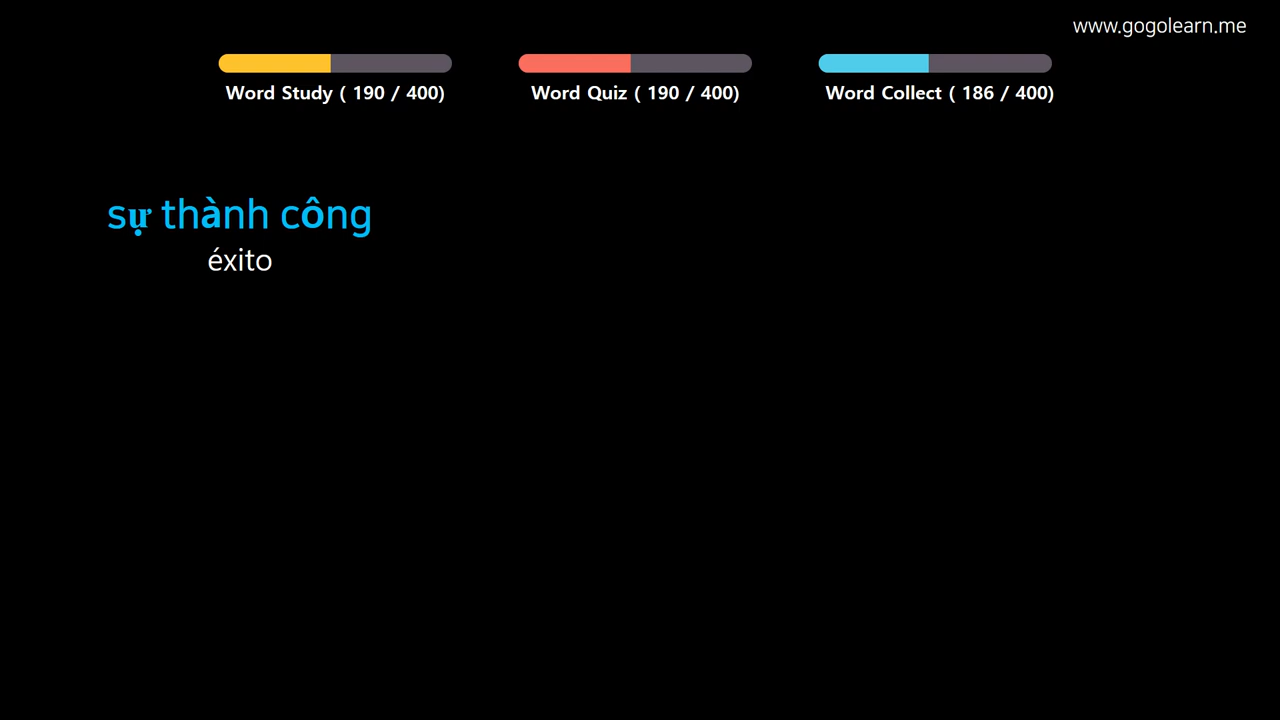 www.gogolearn.me
Word Study ( 190 / 400)
Word Quiz ( 190 / 400)
Word Collect ( 186 / 400)
sự thành công
éxito